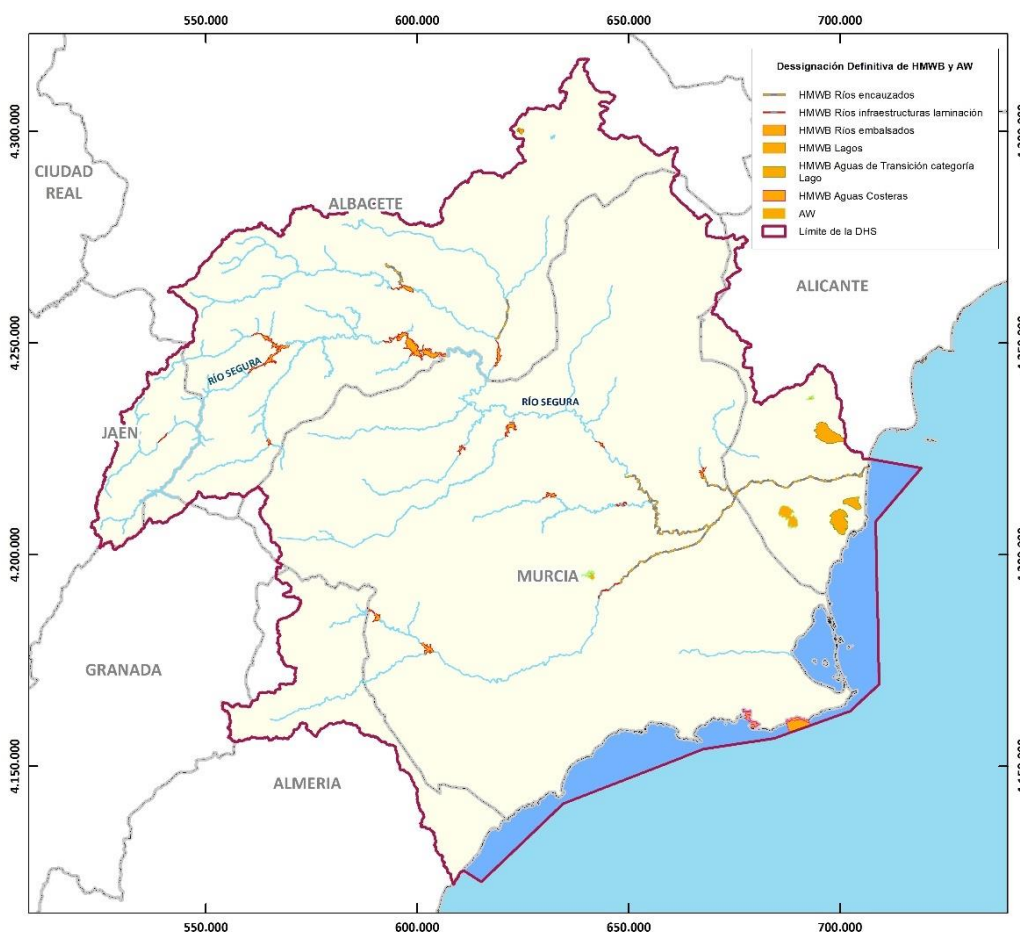 550.000 600.000 650.000 700.000
Dessignación Definitiva de HMWB y AW
HMWB Ríos encauzados
HMWB Ríos infraestructuras laminación
HMWB Ríos embalsados
HMWB Lagos
HMWB Aguas de Transición categoría
Lago
HMWB Aguas Costeras
AW
Límite de la DHS
4.300.000
CIUDAD
REAL
ALBACETE
ALICANTE
4.250.000
RÍO SEGURA
RÍO SEGURA
JAEN
4.200.000
MURCIA
GRANADA
4.150.000
4.150.000
ALMERIA
550.000 600.000 650.000 700.000